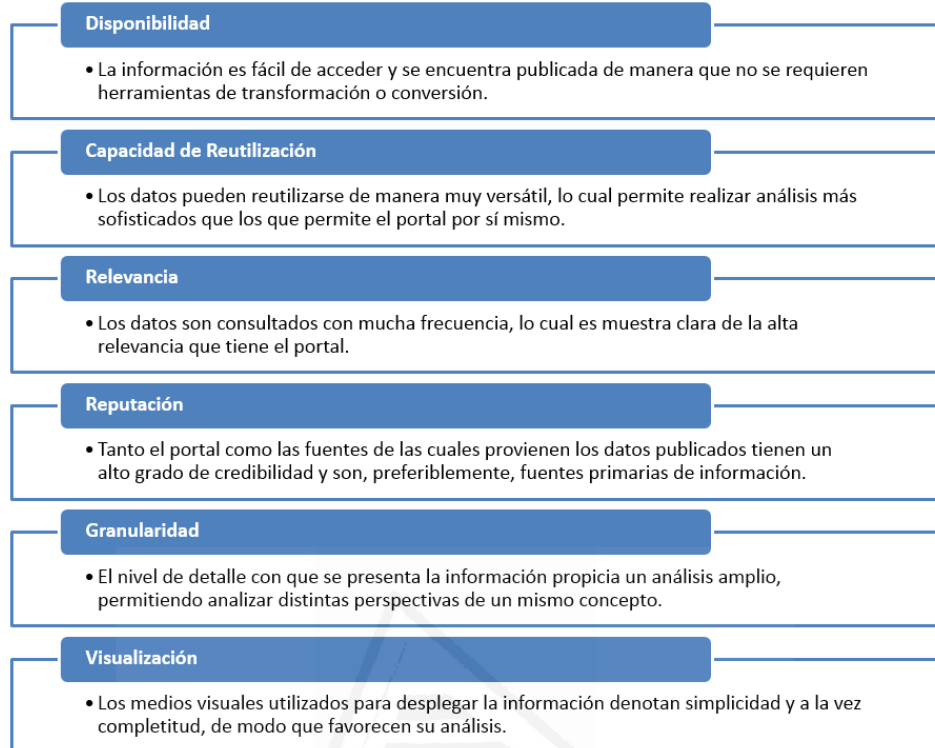 Disponibilidad
• La información es fácil de acceder y se encuentra publicada de manera que no se requieren
herramientas de transformación o conversión.
Capacidad de Reutilización
• Los datos pueden reutilizarse de manera muy versátil, lo cual permite realizar análisis más
sofisticados que los que permite el portal por sí mismo.
Relevancia
• Los datos son consultados con mucha frecuencia, lo cual es muestra clara de la alta
relevancia que tiene el portal.
Reputación
• Tanto el portal como las fuentes de las cuales provienen los datos publicados tienen un
alto grado de credibilidad y son, preferiblemente, fuentes primarias de información.
Granularidad
• El nivel de detalle con que se presenta la información propicia un análisis amplio,
permitiendo analizar distintas perspectivas de un mismo concepto.
Visualización
• Los medios visuales utilizados para desplegar la información denotan simplicidad y a la vez
completitud, de modo que favorecen su análisis.